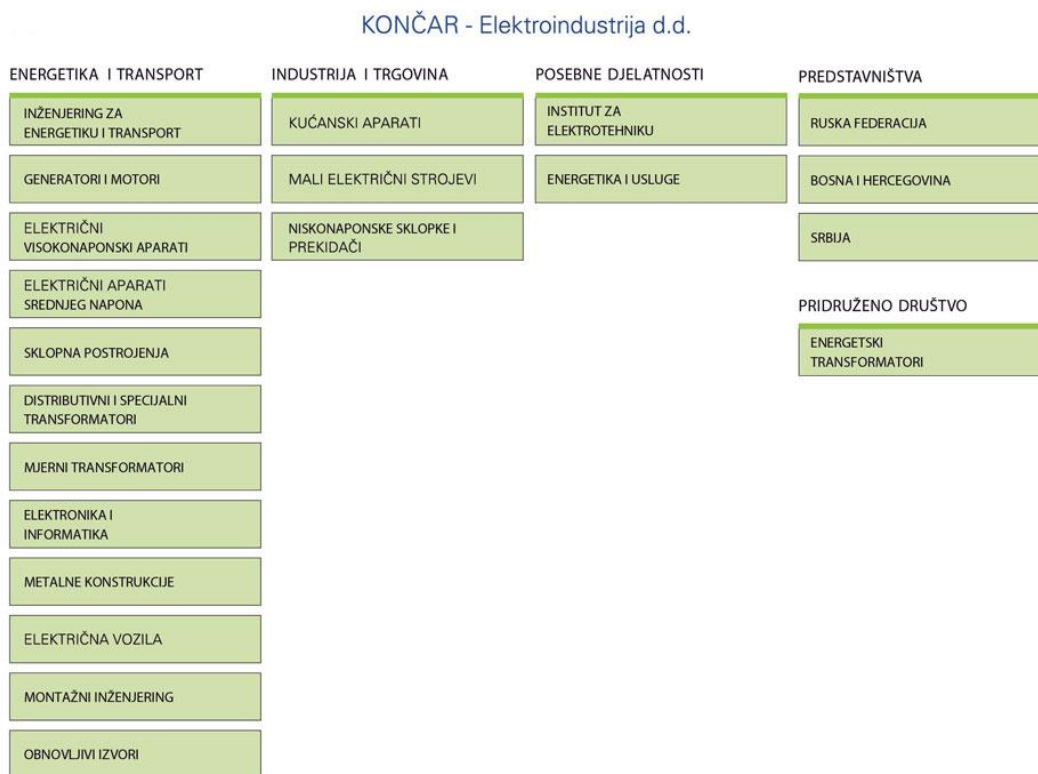 KONČAR - Elektroindustrija d.d.
ENERGETIKA I TRANSPORT
INŽENJERING ZA
ENERGETIKU I TRANSPORT
GENERATORI I MOTORI
ELEKTRIČNI
VISOKONAPONSKI APARATI
ELEKTRIČNI APARATI
SREDNJEG NAPONA
SKLOPNA POSTROJENJA
DISTRIBUTIVNI I SPECIJALNI
TRANSFORMATORI
MJERNI TRANSFORMATORI
ELEKTRONIKA I
INFORMATIKA
METALNE KONSTRUKCIJE
ELEKTRIČNA VOZILA
MONTAŽNI INŽENJERING
OBNOVLJIVI IZVORI
INDUSTRIJA I TRGOVINA
KUĆANSKI APARATI
MALI ELEKTRIČNI STROJEVI
NISKONAPONSKE SKLOPKE I
PREKIDAČI
POSEBNE DJELATNOSTI
INSTITUT ZA
ELEKTROTEHNIKU
ENERGETIKA I USLUGE
PREDSTAVNIŠTVA
RUSKA FEDERACIJA
BOSNA I HERCEGOVINA
SRBIJA
PRIDRUŽENO DRUŠTVO
ENERGETSKI
TRANSFORMATORI